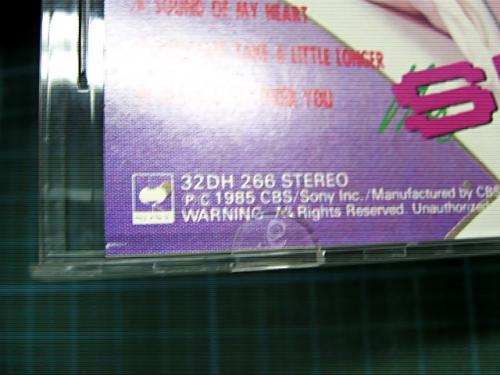 A SOUND OF MY HEART
TAKE A LITTLE LONGER
YOU
32DH 266 STEREO
P.C 1985 CBS/Sony Inc./Manufactured by CBS
WARNING All Rights Reserved. Unauthorized